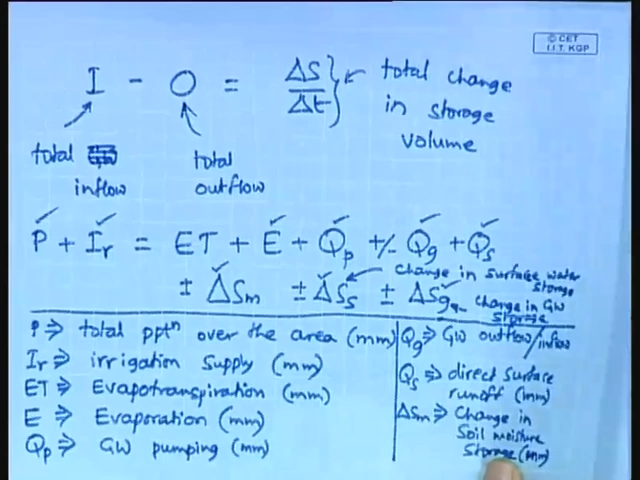 © CET
I.I.T. KGP
I - O = ΔS/Δt } total change
in storage
volume
total
inflow
total
outflow
P + Ir = ET + E + Qp +/- Qg + Qs
± ΔSm ± ΔSs ± ΔSg
change in surface water
storage
change in GW
storage
P ⇒ total pptn over the area (mm)
Ir ⇒ irrigation supply (mm)
ET ⇒ Evapotranspiration (mm)
E ⇒ Evaporation (mm)
Qp ⇒ GW pumping (mm)
Qg ⇒ GW outflow/inflow
Qs ⇒ direct surface
runoff (mm)
ΔSm ⇒ Change in
Soil moisture
Storage (mm)